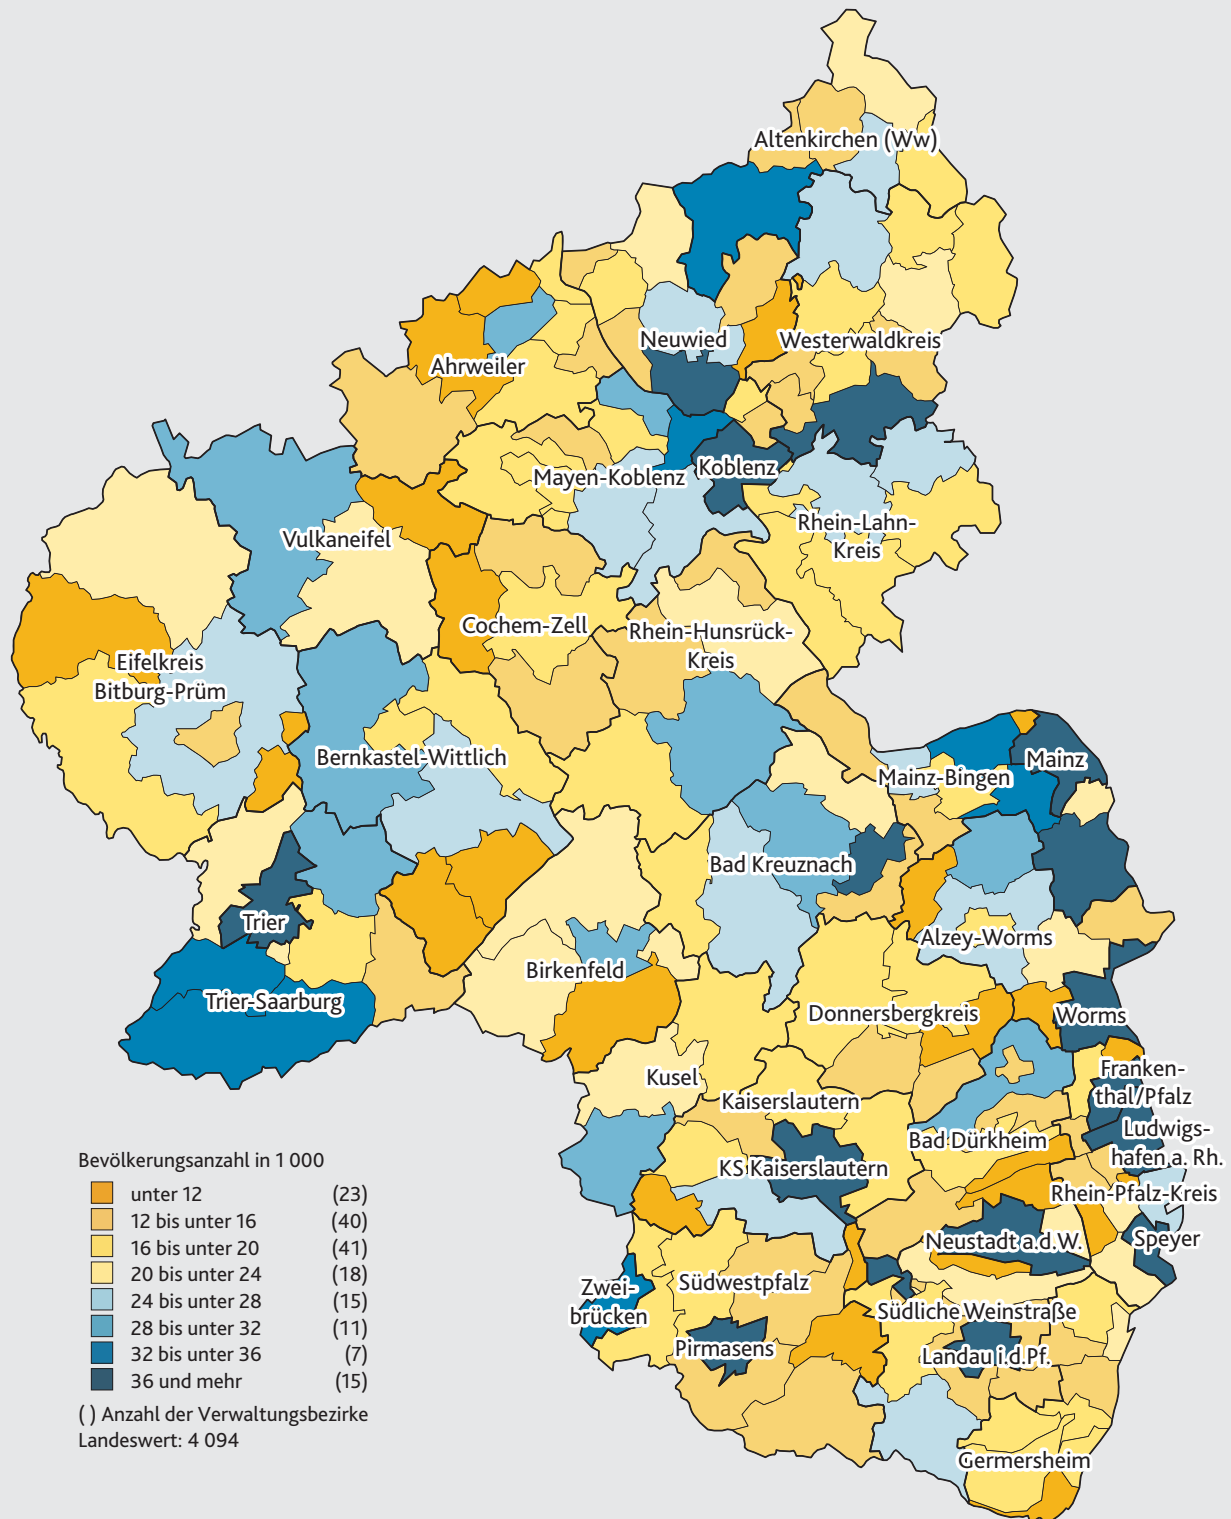 Altenkirchen (Ww)
Neuwied
Westerwaldkreis
Ahrweiler
Mayen-Koblenz
Koblenz
Vulkaneifel
Rhein-Lahn-
Kreis
Cochem-Zell
Rhein-Hunsrück-
Kreis
Eifelkreis
Bitburg-Prüm
Bernkastel-Wittlich
Mainz-Bingen
Mainz
Bad Kreuznach
Trier
Alzey-Worms
Birkenfeld
Trier-Saarburg
Donnersbergkreis
Worms
Kusel
Franken-
thal/Pfalz
Kaiserslautern
Ludwigs-
hafen a. Rh.
Bad Dürkheim
KS Kaiserslautern
Rhein-Pfalz-Kreis
Neustadt a.d.W.
Speyer
Zwei-
brücken
Südwestpfalz
Südliche Weinstraße
Pirmasens
Landau i.d.Pf.
Germersheim
Bevölkerungsanzahl in 1 000
unter 12 (23)
12 bis unter 16 (40)
16 bis unter 20 (41)
20 bis unter 24 (18)
24 bis unter 28 (15)
28 bis unter 32 (11)
32 bis unter 36 (7)
36 und mehr (15)
( ) Anzahl der Verwaltungsbezirke
Landeswert: 4 094